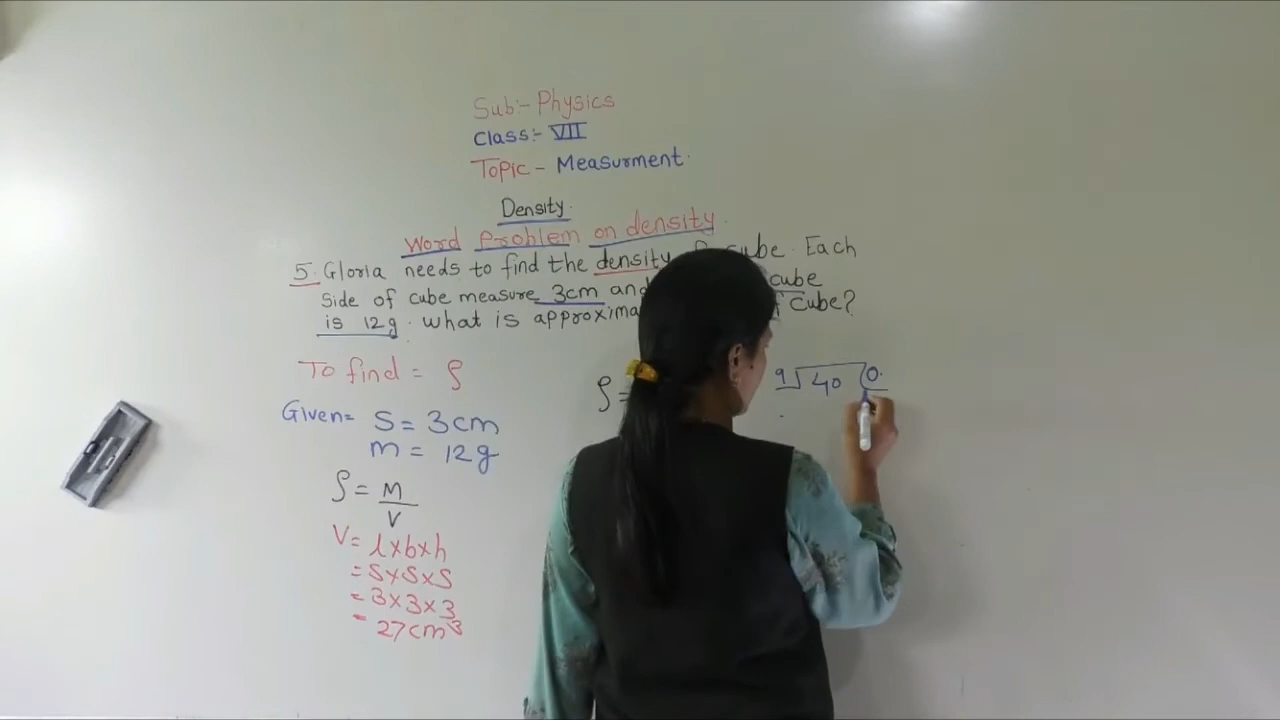 Sub:- Physics
Class:- VII
Topic - Measurment
Density.
Word Problem on density.
5. Gloria needs to find the density cube. Each
side of cube measure 3cm and cube
is 12g. what is of cube?
To find = ρ
Given= S = 3cm
m = 12g
ρ = M
V
V= l×b×h
= S×S×S
= 3×3×3
= 27cm3
ρ =
9 40 0.